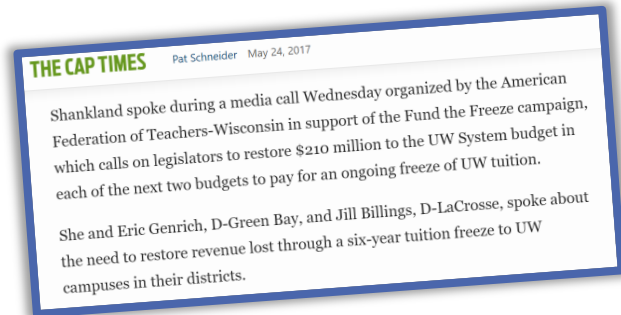 THE CAP TIMES Pat Schneider May 24, 2017
Shankland spoke during a media call Wednesday organized by the American
Federation of Teachers-Wisconsin in support of the Fund the Freeze campaign,
which calls on legislators to restore $210 million to the UW System budget in
each of the next two budgets to pay for an ongoing freeze of UW tuition.
She and Eric Genrich, D-Green Bay, and Jill Billings, D-LaCrosse, spoke about
the need to restore revenue lost through a six-year tuition freeze to UW
campuses in their districts.